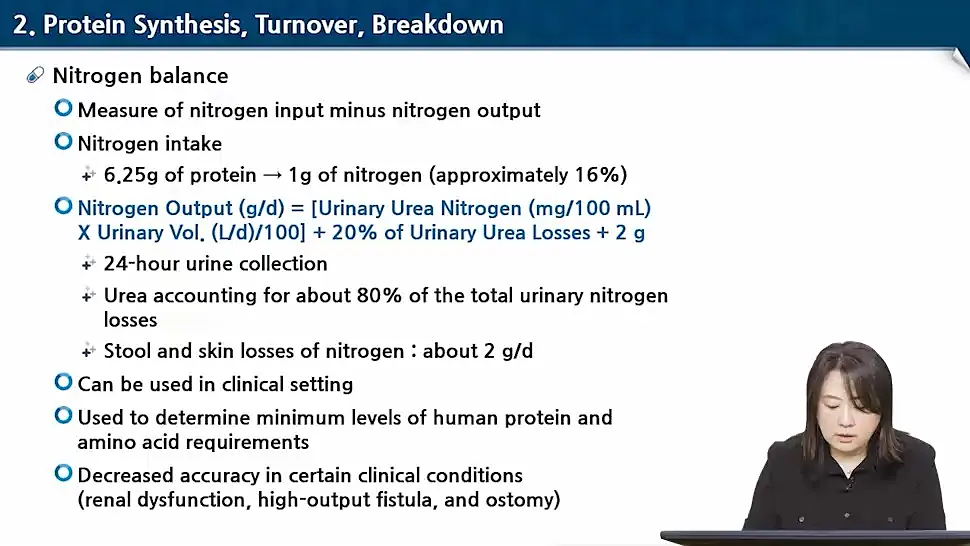 2. Protein Synthesis, Turnover, Breakdown
Nitrogen balance
Measure of nitrogen input minus nitrogen output
Nitrogen intake
6.25g of protein → 1g of nitrogen (approximately 16%)
Nitrogen Output (g/d) = [Urinary Urea Nitrogen (mg/100 mL)
X Urinary Vol. (L/d)/100] + 20% of Urinary Urea Losses + 2 g
24-hour urine collection
Urea accounting for about 80% of the total urinary nitrogen
losses
Stool and skin losses of nitrogen : about 2 g/d
Can be used in clinical setting
Used to determine minimum levels of human protein and
amino acid requirements
Decreased accuracy in certain clinical conditions
(renal dysfunction, high-output fistula, and ostomy)